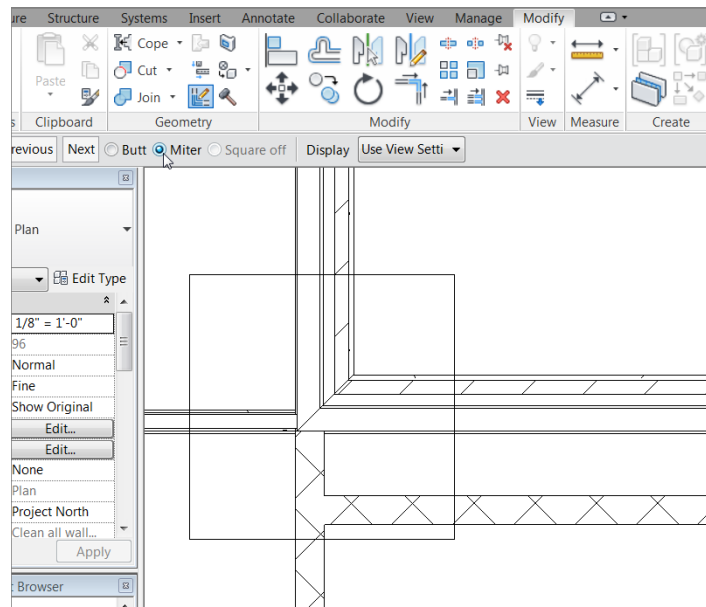 ure Structure Systems Insert Annotate Collaborate View Manage Modify
Cope
Paste
Cut
Join
s Clipboard Geometry Modify View Measure Create
revious Next Butt Miter Square off Display Use View Setti
Plan
Edit Type
1/8" = 1'-0"
96
Normal
Fine
Show Original
Edit...
Edit...
None
Plan
Project North
Clean all wall...
Apply
t Browser